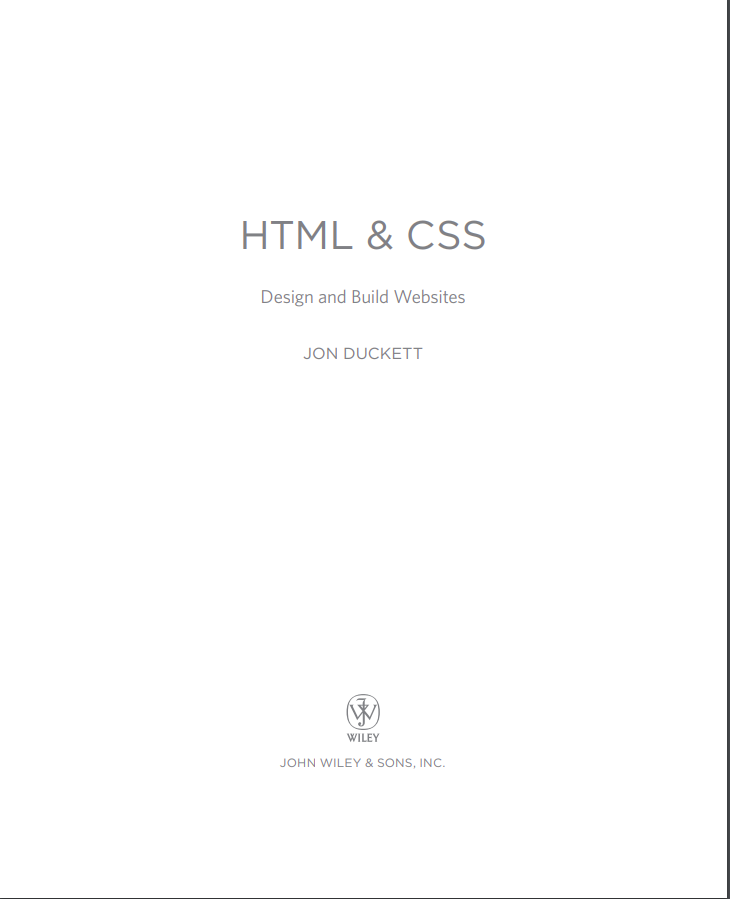 HTML & CSS
Design and Build Websites
JON DUCKETT
WILEY
JOHN WILEY & SONS, INC.